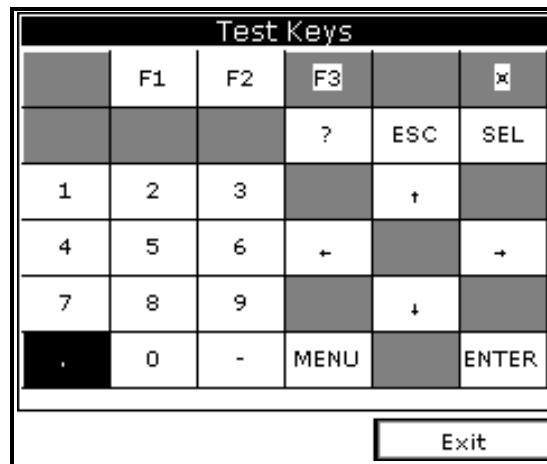 Test Keys
F1 F2 F3 ¤
? ESC SEL
1 2 3 ↑
4 5 6 ← →
7 8 9 ↓
. 0 - MENU ENTER
Exit